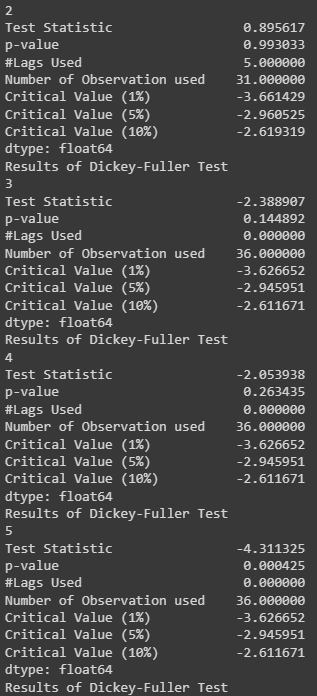 2
Test Statistic 0.895617
p-value 0.993033
#Lags Used 5.000000
Number of Observation used 31.000000
Critical Value (1%) -3.661429
Critical Value (5%) -2.960525
Critical Value (10%) -2.619319
dtype: float64
Results of Dickey-Fuller Test
3
Test Statistic -2.388907
p-value 0.144892
#Lags Used 0.000000
Number of Observation used 36.000000
Critical Value (1%) -3.626652
Critical Value (5%) -2.945951
Critical Value (10%) -2.611671
dtype: float64
Results of Dickey-Fuller Test
4
Test Statistic -2.053938
p-value 0.263435
#Lags Used 0.000000
Number of Observation used 36.000000
Critical Value (1%) -3.626652
Critical Value (5%) -2.945951
Critical Value (10%) -2.611671
dtype: float64
Results of Dickey-Fuller Test
5
Test Statistic -4.311325
p-value 0.000425
#Lags Used 0.000000
Number of Observation used 36.000000
Critical Value (1%) -3.626652
Critical Value (5%) -2.945951
Critical Value (10%) -2.611671
dtype: float64
Results of Dickey-Fuller Test